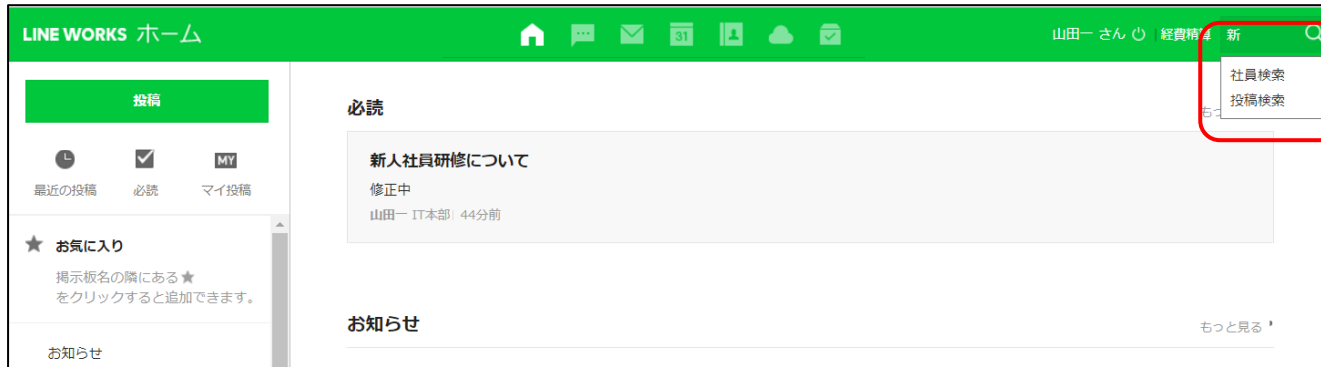 LINE WORKS ホーム
31
山田一 さん
経費精算
新
社員検索
投稿検索
投稿
最近の投稿
必読
MY
マイ投稿
お気に入り
掲示板名の隣にある★
をクリックすると追加できます。
お知らせ
必読
もっ
新人社員研修について
修正中
山田一 IT本部| 44分前
お知らせ
もっと見る